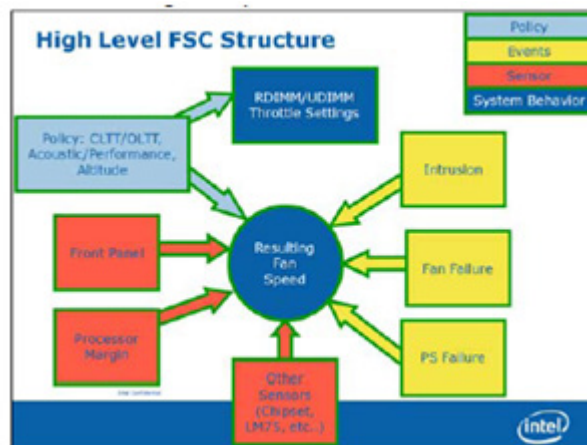 High Level FSC Structure
Policy
Events
Sensor
System Behavior
RDIMM/UDIMM
Throttle Settings
Policy: CLTT/OLTT,
Acoustic/Performance,
Altitude
Intrusion
Front Panel
Resulting
Fan
Speed
Fan Failure
Processor
Margin
PS Failure
Other
Sensors
(Chipset,
LM75, etc..)
intel